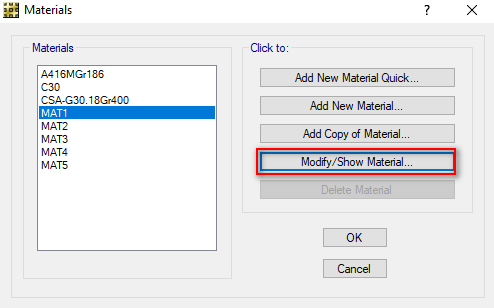 Materials
?
Materials
Click to:
A416MGr186
C30
CSA-G30.18Gr400
MAT1
MAT2
MAT3
MAT4
MAT5
Add New Material Quick...
Add New Material...
Add Copy of Material...
Modify/Show Material...
Delete Material
OK
Cancel